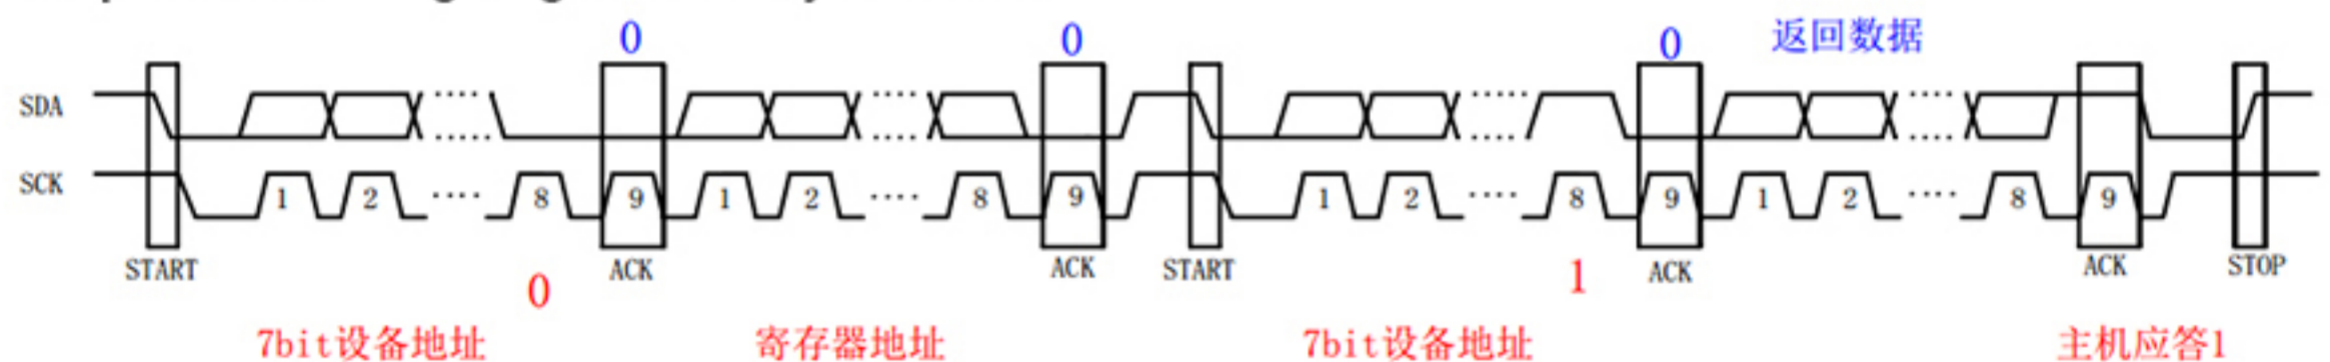 0 0 0 返回数据
SDA
SCK 1 2 8 9 1 2 8 9 1 2 8 9 1 2 8 9
START ACK ACK START ACK ACK STOP
0 1
7bit设备地址 寄存器地址 7bit设备地址 主机应答1